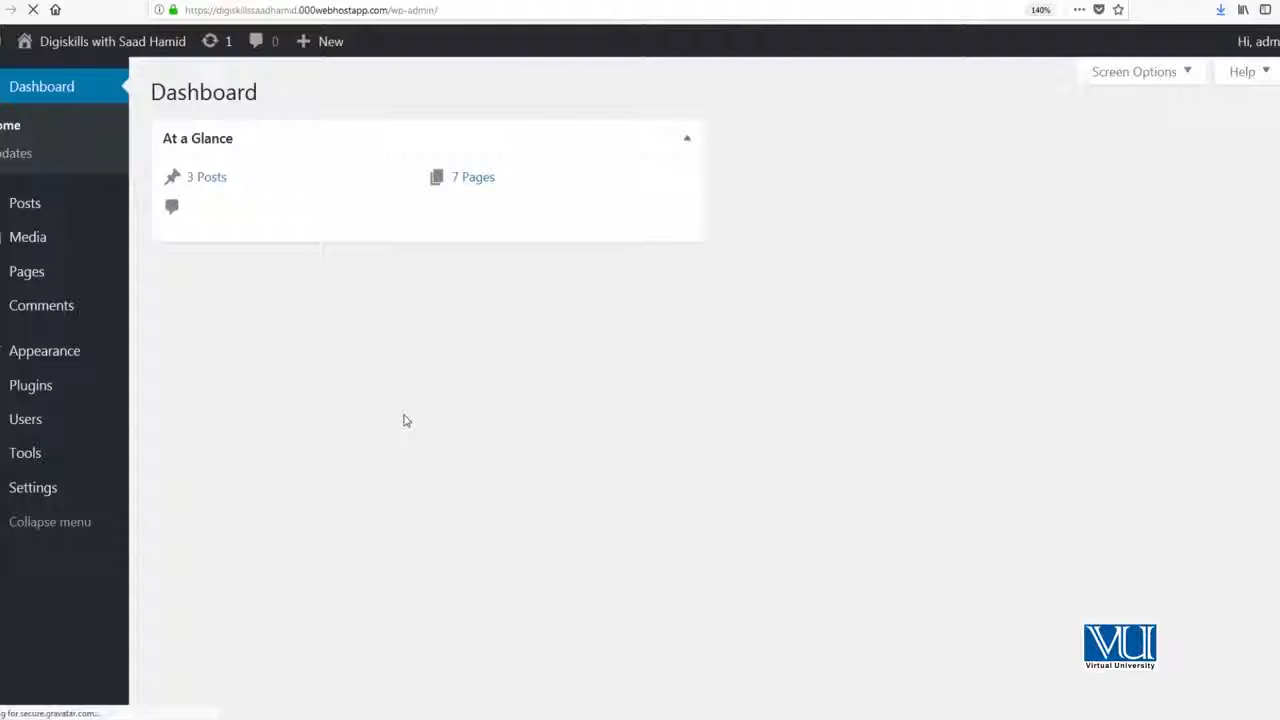 https://digiskillssaadhamid.000webhostapp.com/wp-admin/
140%
Digiskills with Saad Hamid
1
0
New
Hi, adm
Dashboard
ome
dates
Posts
Media
Pages
Comments
Appearance
Plugins
Users
Tools
Settings
Collapse menu
Screen Options
Help
Dashboard
At a Glance
3 Posts
7 Pages
VU
Virtual University
g for secure.gravatar.com...